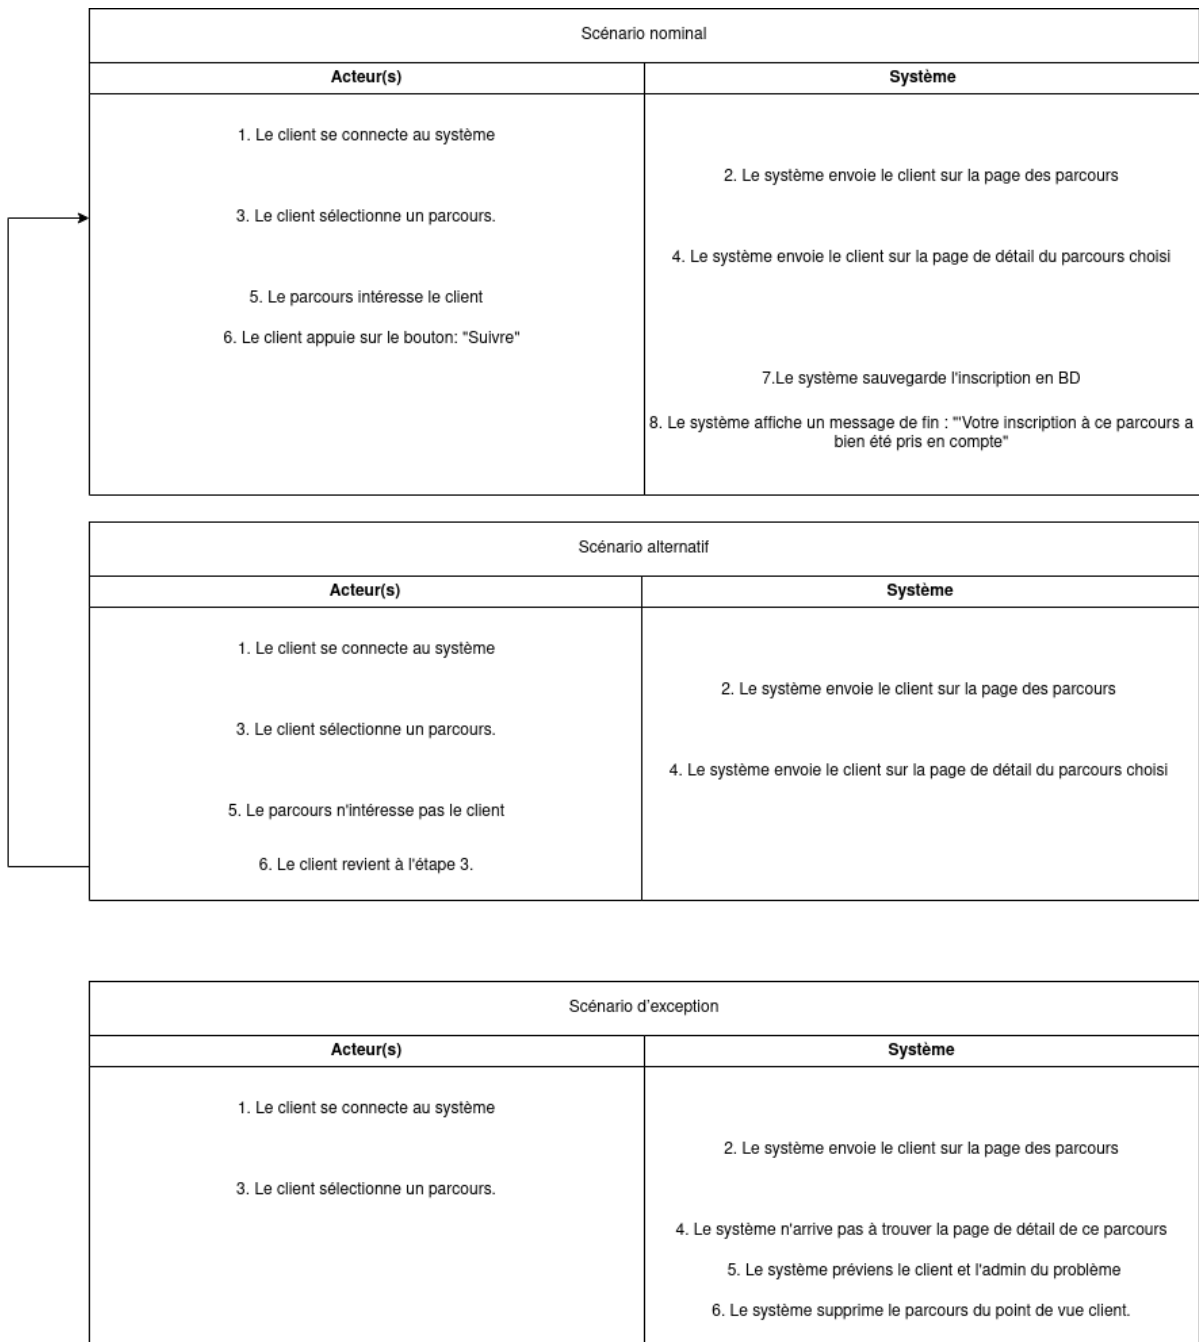 Scénario nominal
Acteur(s) Système
1. Le client se connecte au système
2. Le système envoie le client sur la page des parcours
3. Le client sélectionne un parcours.
4. Le système envoie le client sur la page de détail du parcours choisi
5. Le parcours intéresse le client
6. Le client appuie sur le bouton: "Suivre"
7.Le système sauvegarde l'inscription en BD
8. Le système affiche un message de fin : "'Votre inscription à ce parcours a
bien été pris en compte"
Scénario alternatif
Acteur(s) Système
1. Le client se connecte au système
2. Le système envoie le client sur la page des parcours
3. Le client sélectionne un parcours.
4. Le système envoie le client sur la page de détail du parcours choisi
5. Le parcours n'intéresse pas le client
6. Le client revient à l'étape 3.
Scénario d'exception
Acteur(s) Système
1. Le client se connecte au système
2. Le système envoie le client sur la page des parcours
3. Le client sélectionne un parcours.
4. Le système n'arrive pas à trouver la page de détail de ce parcours
5. Le système préviens le client et l'admin du problème
6. Le système supprime le parcours du point de vue client.